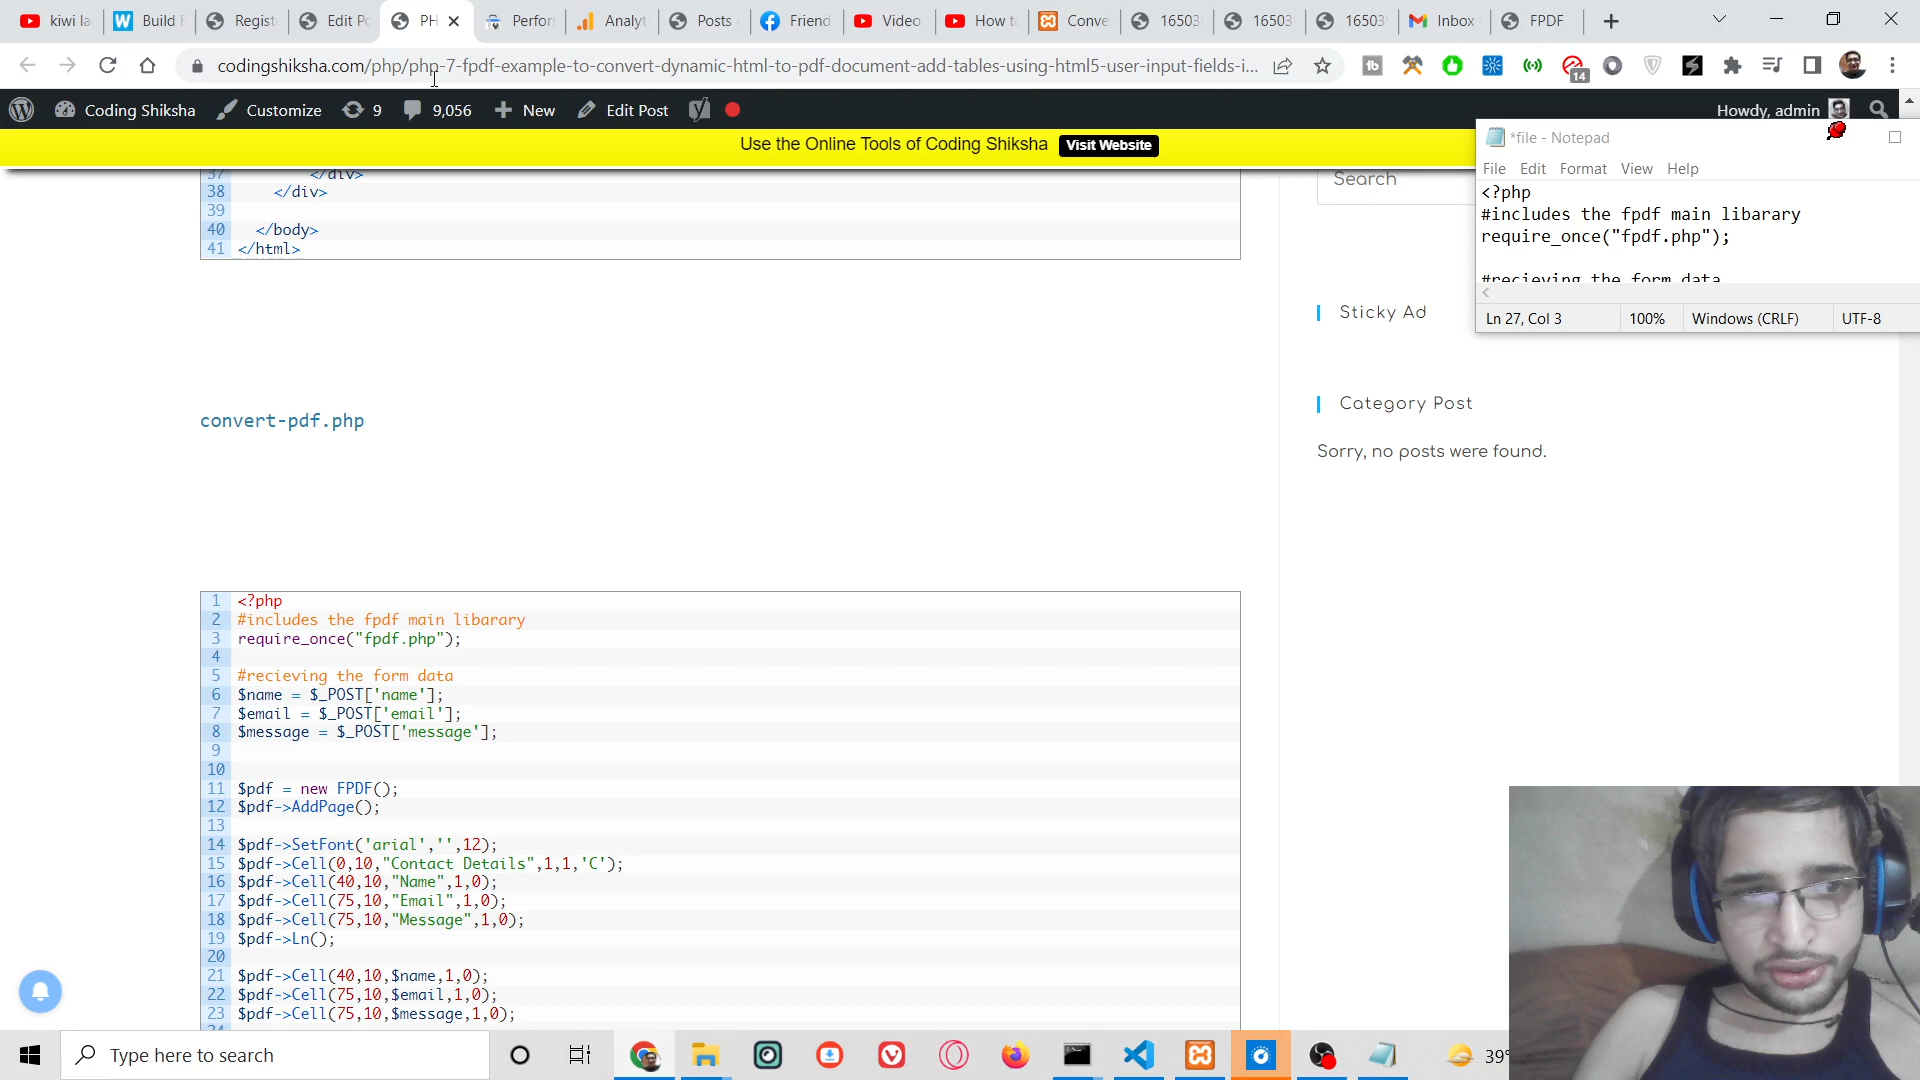 kiwi la
Build F
Regist
Edit Po
PH
Perfor
Analyt
Posts
Friend
Video
How t
Conve
16503
16503
16503
Inbox
FPDF
codingshiksha.com/php/php-7-fpdf-example-to-convert-dynamic-html-to-pdf-document-add-tables-using-html5-user-input-fields-i...
14
Coding Shiksha
Customize
9
9,056
New
Edit Post
Howdy, admin
Use the Online Tools of Coding Shiksha
Visit Website
37 </div>
38 </div>
39
40 </body>
41 </html>
convert-pdf.php
1 <?php
2 #includes the fpdf main libarary
3 require_once("fpdf.php");
4
5 #recieving the form data
6 $name = $_POST['name'];
7 $email = $_POST['email'];
8 $message = $_POST['message'];
9
10
11 $pdf = new FPDF();
12 $pdf->AddPage();
13
14 $pdf->SetFont('arial','',12);
15 $pdf->Cell(0,10,"Contact Details",1,1,'C');
16 $pdf->Cell(40,10,"Name",1,0);
17 $pdf->Cell(75,10,"Email",1,0);
18 $pdf->Cell(75,10,"Message",1,0);
19 $pdf->Ln();
20
21 $pdf->Cell(40,10,$name,1,0);
22 $pdf->Cell(75,10,$email,1,0);
23 $pdf->Cell(75,10,$message,1,0);
24
Search
Sticky Ad
Category Post
Sorry, no posts were found.
*file - Notepad
File Edit Format View Help
<?php
#includes the fpdf main libarary
require_once("fpdf.php");
#recieving the form data
Ln 27, Col 3
100%
Windows (CRLF)
UTF-8
Type here to search
39°